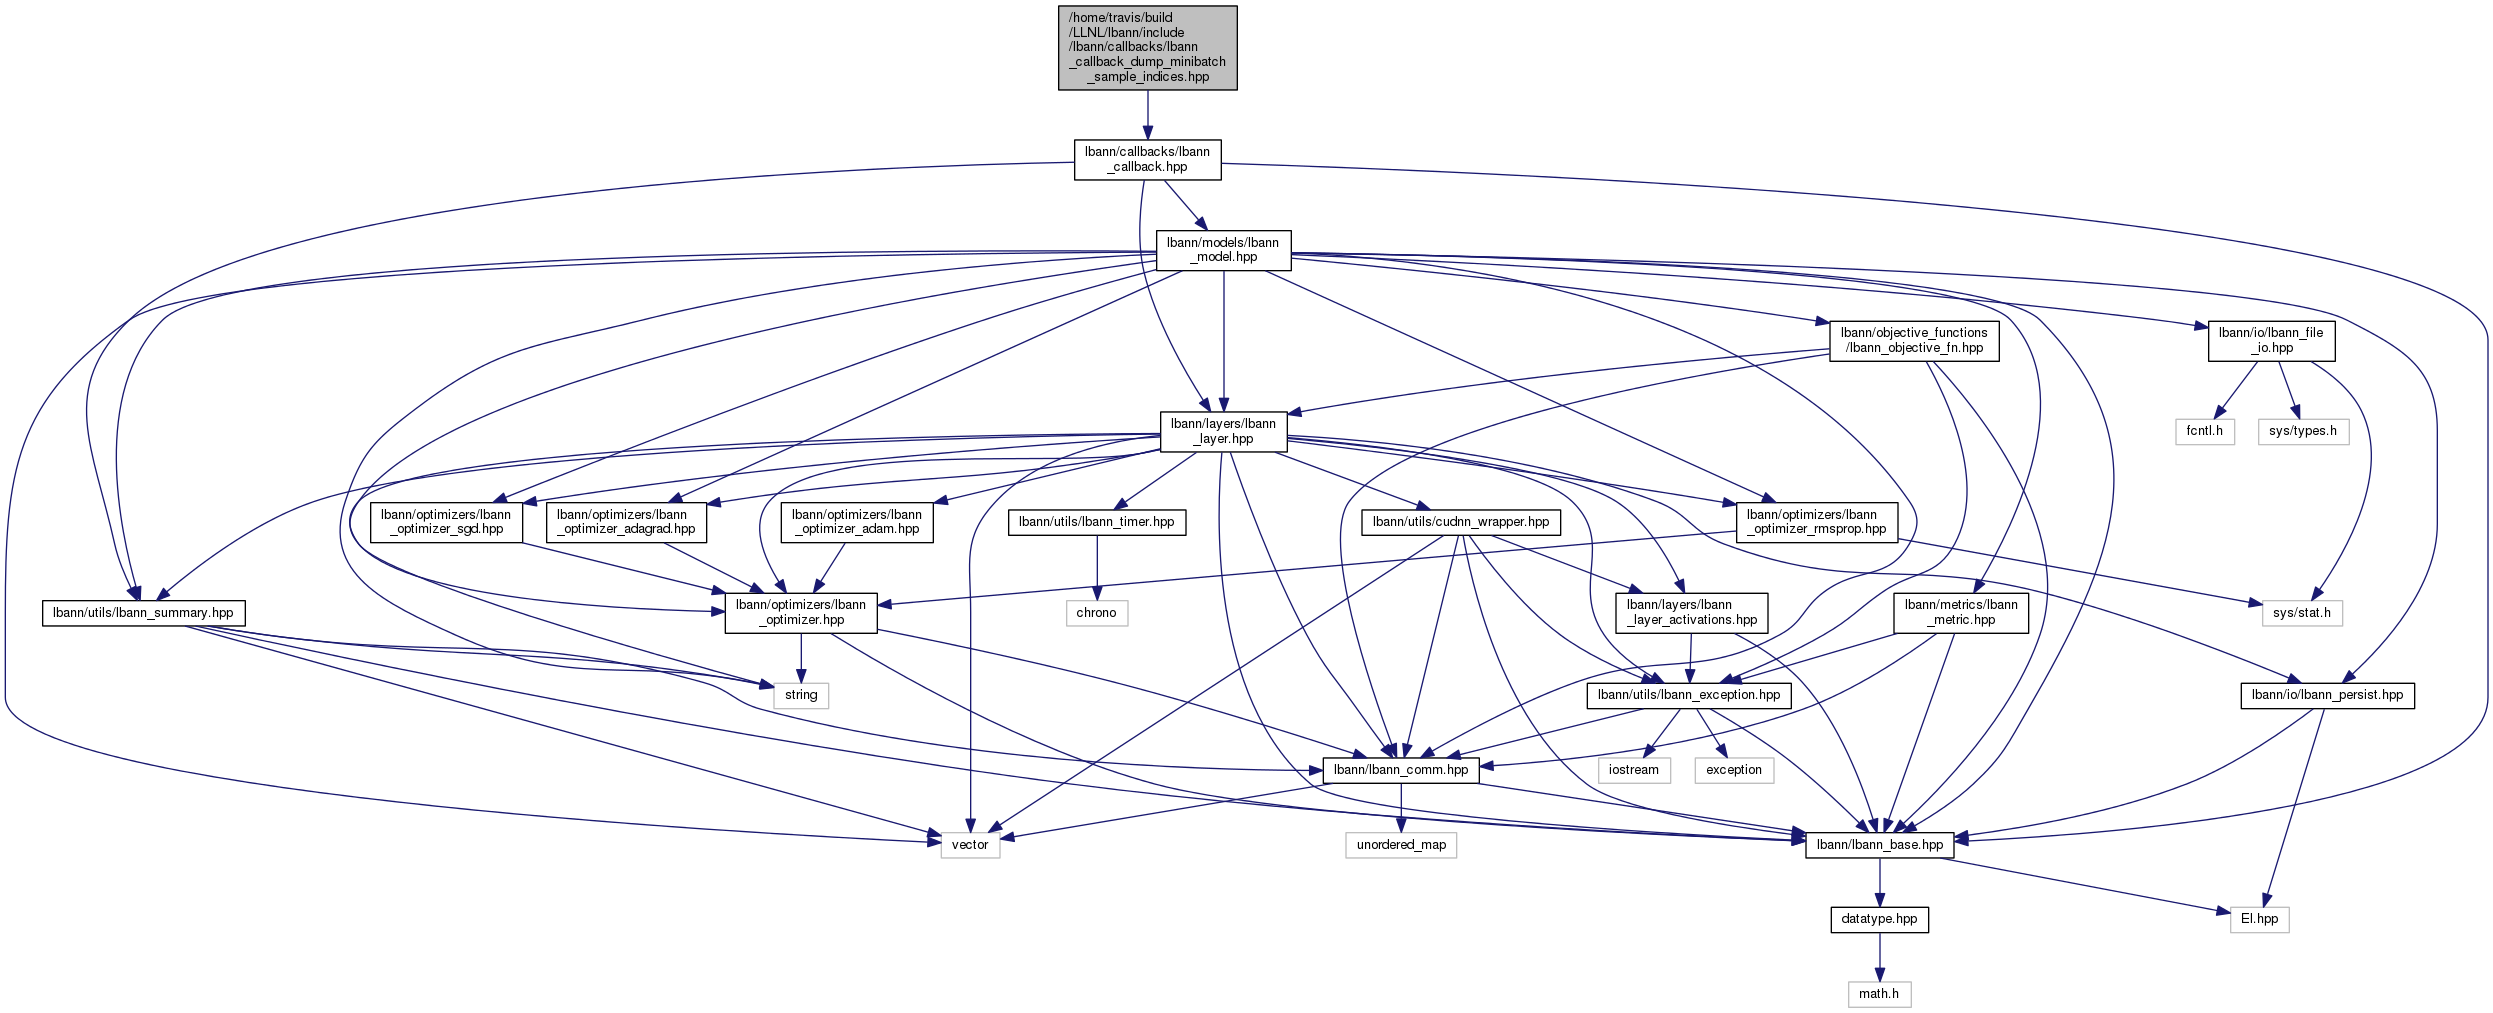 /home/travis/build
/LLNL/lbann/include
/lbann/callbacks/lbann
_callback_dump_minibatch
_sample_indices.hpp
lbann/callbacks/lbann
_callback.hpp
lbann/models/lbann
_model.hpp
lbann/objective_functions
/lbann_objective_fn.hpp
lbann/io/lbann_file
_io.hpp
lbann/layers/lbann
_layer.hpp
fcntl.h
sys/types.h
lbann/optimizers/lbann
_optimizer_sgd.hpp
lbann/optimizers/lbann
_optimizer_adagrad.hpp
lbann/optimizers/lbann
_optimizer_adam.hpp
lbann/utils/lbann_timer.hpp
lbann/utils/cudnn_wrapper.hpp
lbann/optimizers/lbann
_optimizer_rmsprop.hpp
lbann/utils/lbann_summary.hpp
lbann/optimizers/lbann
_optimizer.hpp
chrono
lbann/layers/lbann
_layer_activations.hpp
lbann/metrics/lbann
_metric.hpp
sys/stat.h
string
lbann/utils/lbann_exception.hpp
lbann/io/lbann_persist.hpp
lbann/lbann_comm.hpp
iostream
exception
vector
unordered_map
lbann/lbann_base.hpp
datatype.hpp
El.hpp
math.h